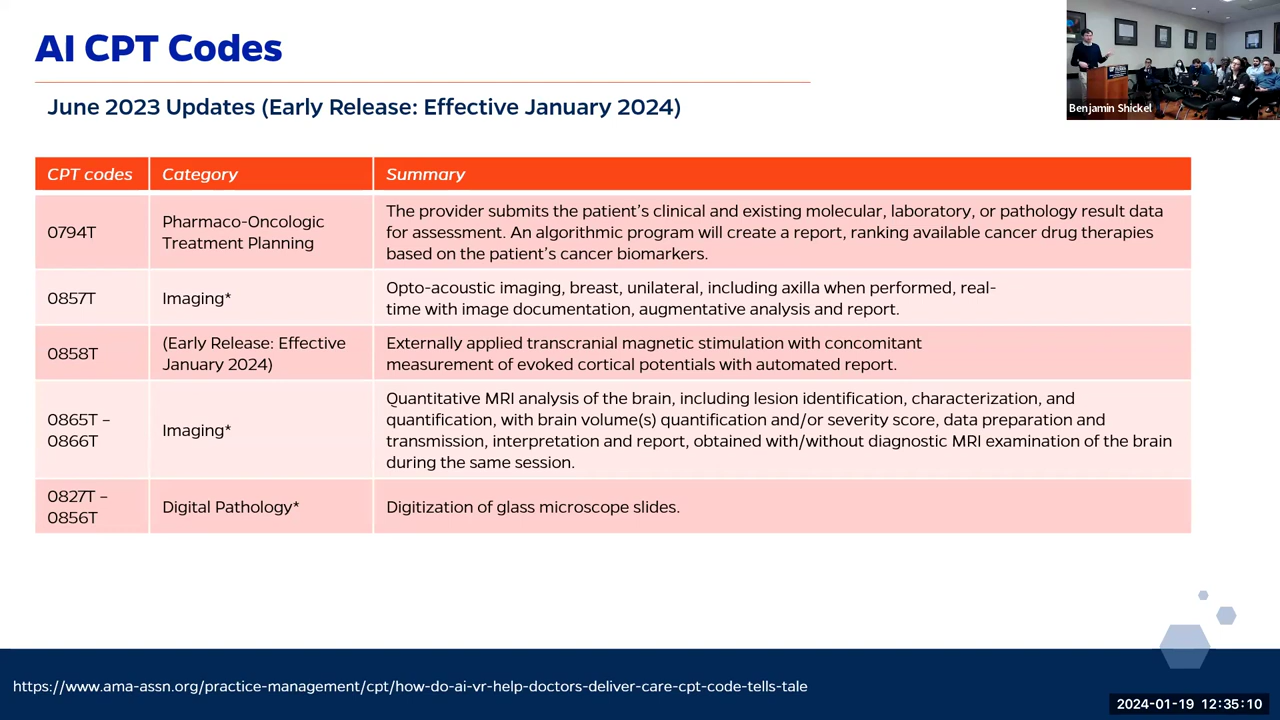 AI CPT Codes
June 2023 Updates (Early Release: Effective January 2024)
Benjamin Shickel
CPT codes
Category
Summary
0794T
Pharmaco-Oncologic
Treatment Planning
The provider submits the patient's clinical and existing molecular, laboratory, or pathology result data
for assessment. An algorithmic program will create a report, ranking available cancer drug therapies
based on the patient's cancer biomarkers.
0857T
Imaging*
Opto-acoustic imaging, breast, unilateral, including axilla when performed, real-
time with image documentation, augmentative analysis and report.
0858T
(Early Release: Effective
January 2024)
Externally applied transcranial magnetic stimulation with concomitant
measurement of evoked cortical potentials with automated report.
0865T –
0866T
Imaging*
Quantitative MRI analysis of the brain, including lesion identification, characterization, and
quantification, with brain volume(s) quantification and/or severity score, data preparation and
transmission, interpretation and report, obtained with/without diagnostic MRI examination of the brain
during the same session.
0827T –
0856T
Digital Pathology*
Digitization of glass microscope slides.
https://www.ama-assn.org/practice-management/cpt/how-do-ai-vr-help-doctors-deliver-care-cpt-code-tells-tale
2024-01-19 12:35:10